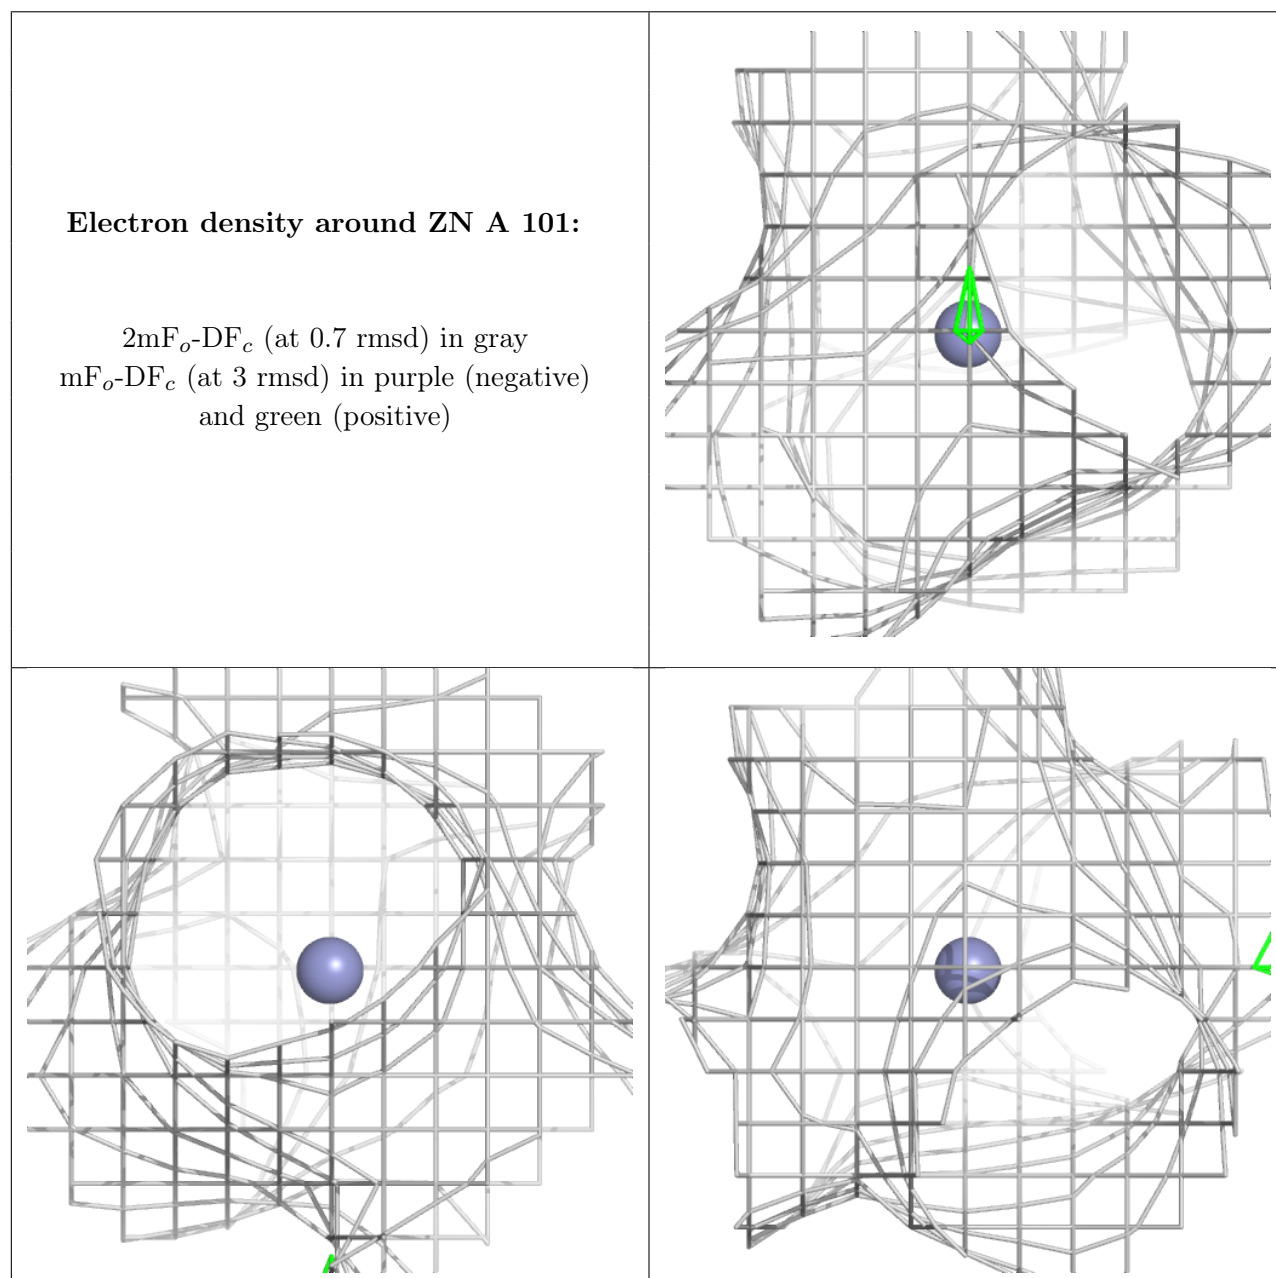 Electron density around ZN A 101:
2mFo-DFc (at 0.7 rmsd) in gray
mFo-DFc (at 3 rmsd) in purple (negative)
and green (positive)